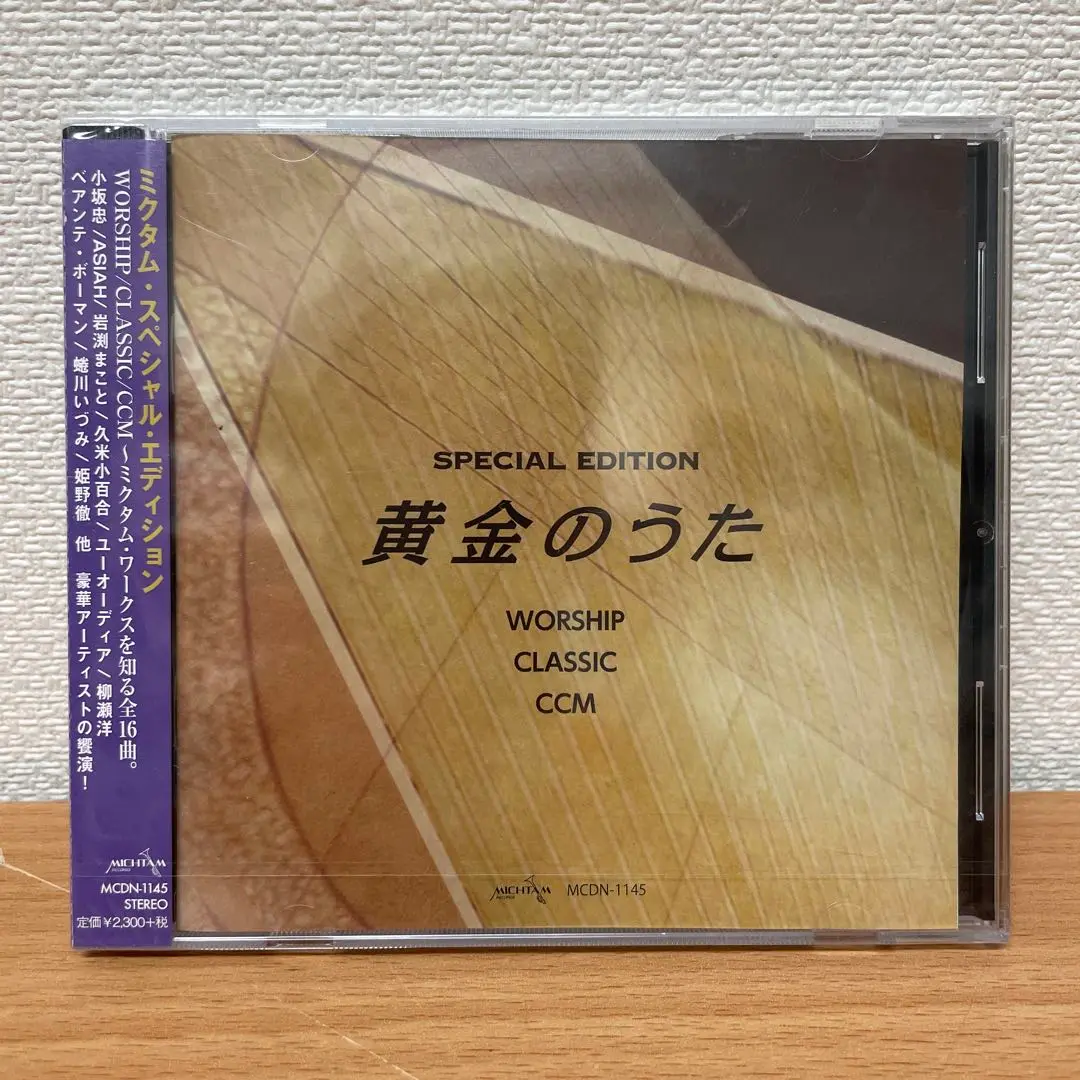 ミクタム・スペシャル・エディション
WORSHIP/CLASSIC/CCM～ミクタム・ワークスを知る全16曲。
小坂忠/ASIAH/岩渕まこと/久米小百合/ユーオーディア/柳瀬洋
ベアンテ・ボーマン/蜷川いづみ/姫野徹 他 豪華アーティストの饗演!
MICHTAM
RECORDS
MCDN-1145
STEREO
定価¥2,300+税
SPECIAL EDITION
黄金のうた
WORSHIP
CLASSIC
CCM
MICHTAM
RECORDS
MCDN-1145